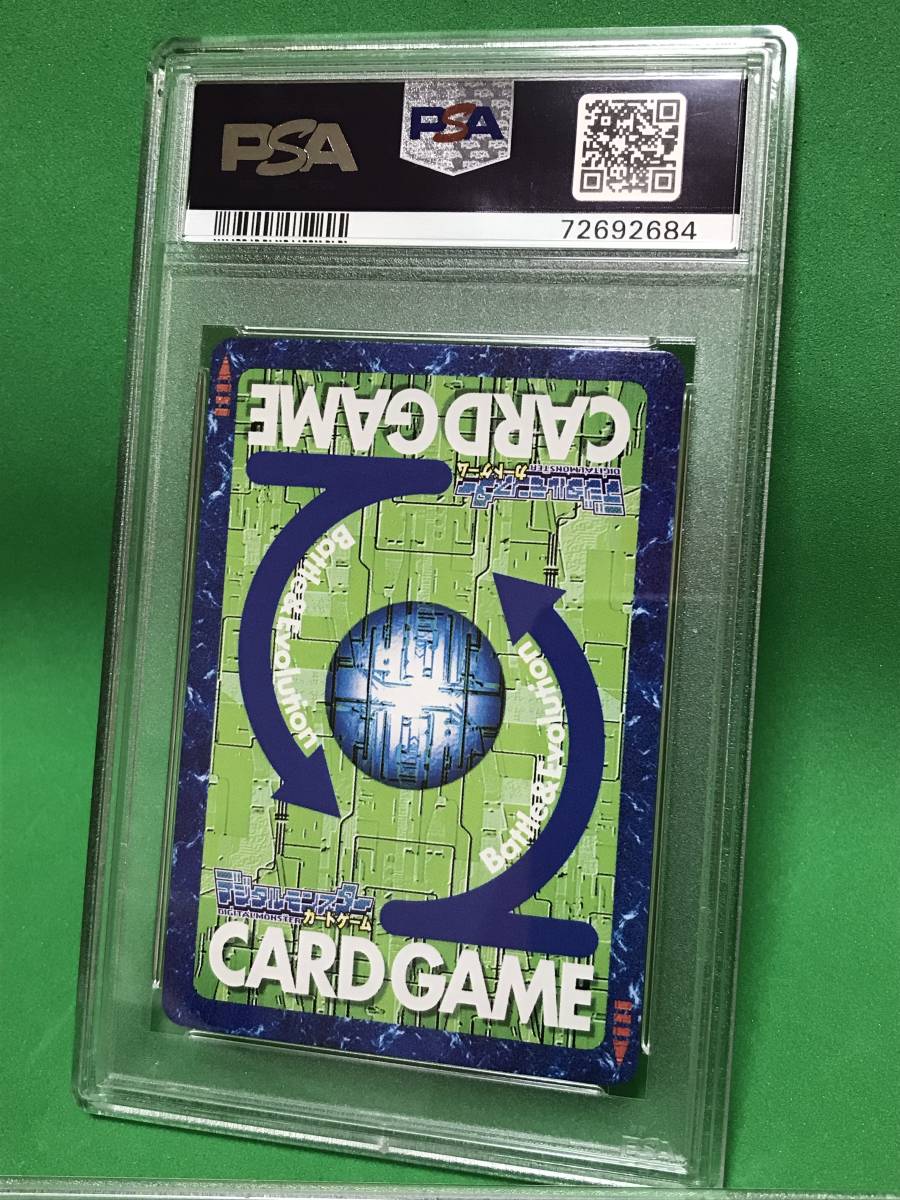 PSA
PSA
72692684
CARD GAME
デジタルモンスター
DIGITAL MONSTER
カードゲーム
Battle & Evolution
Battle & Evolution
デジタルモンスター
DIGITAL MONSTER カードゲーム
CARD GAME